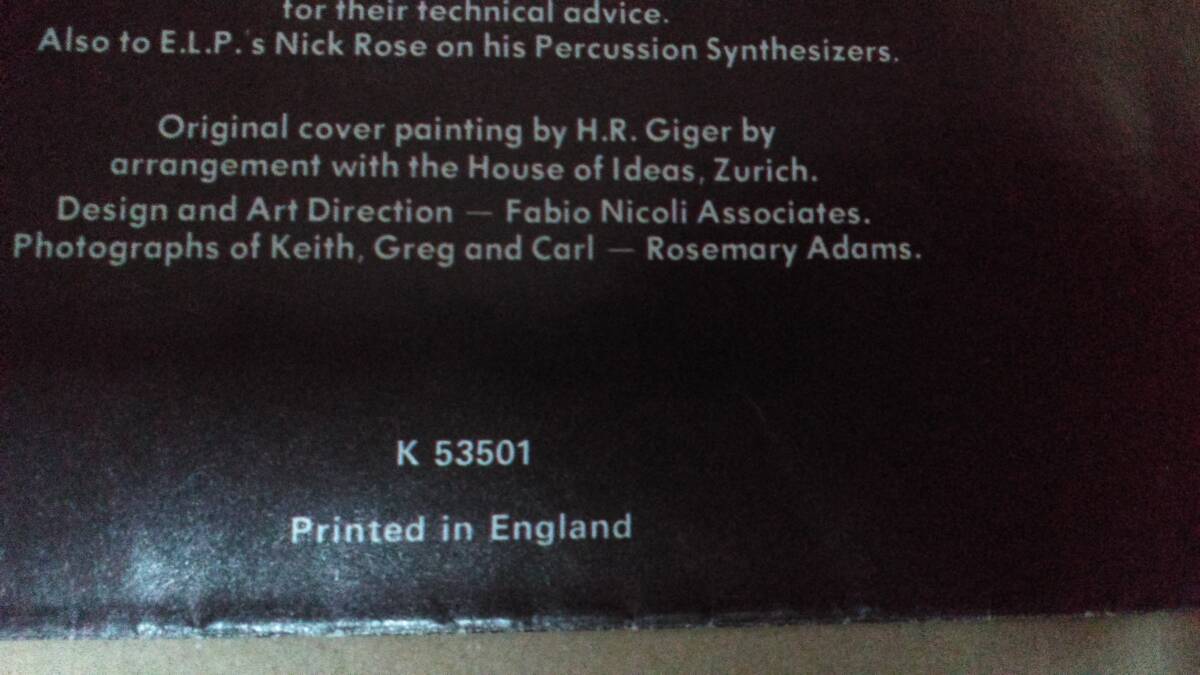 for their technical advice.
Also to E.L.P.'s Nick Rose on his Percussion Synthesizers.
Original cover painting by H.R. Giger by
arrangement with the House of Ideas, Zurich.
Design and Art Direction — Fabio Nicoli Associates.
Photographs of Keith, Greg and Carl — Rosemary Adams.
K 53501
Printed in England